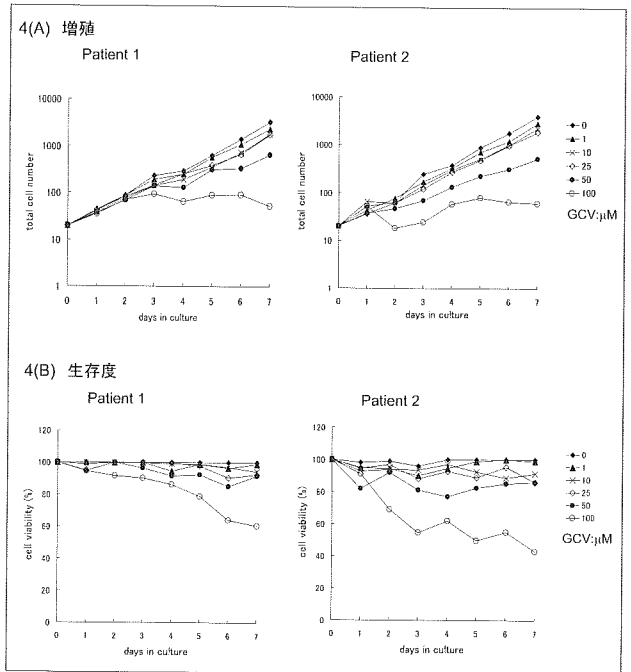 4(A) 増殖
Patient 1
Patient 2
10000
1000
100
10
1
total cell number
0 1 2 3 4 5 6 7
days in culture
10000
1000
100
10
1
total cell number
0 1 2 3 4 5 6 7
days in culture
0
1
10
25
50
100
GCV:μM
4(B) 生存度
Patient 1
Patient 2
120
100
80
60
40
20
0
cell viability (%)
0 1 2 3 4 5 6 7
days in culture
120
100
80
60
40
20
0
cell viability (%)
0 1 2 3 4 5 6 7
days in culture
0
1
10
25
50
100
GCV:μM